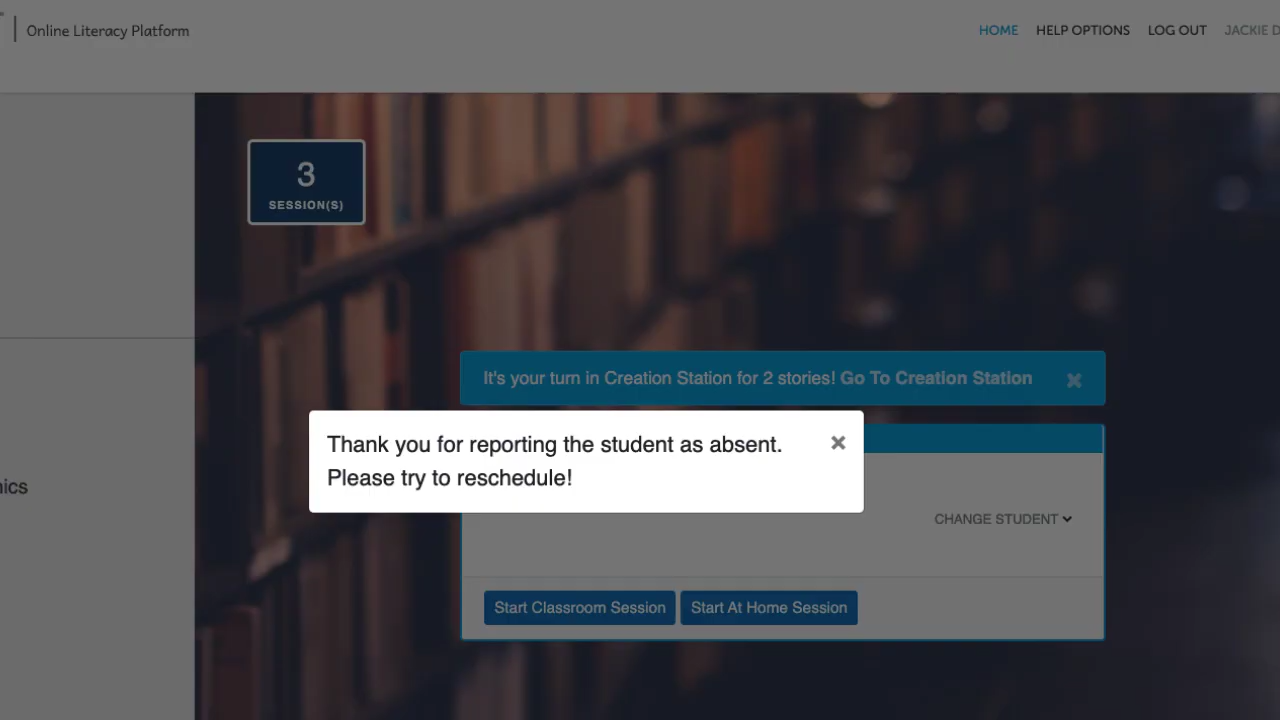 Online Literacy Platform
HOME
HELP OPTIONS
LOG OUT
JACKIE D
3
SESSION(S)
It's your turn in Creation Station for 2 stories! Go To Creation Station
Thank you for reporting the student as absent.
Please try to reschedule!
nics
CHANGE STUDENT
Start Classroom Session
Start At Home Session